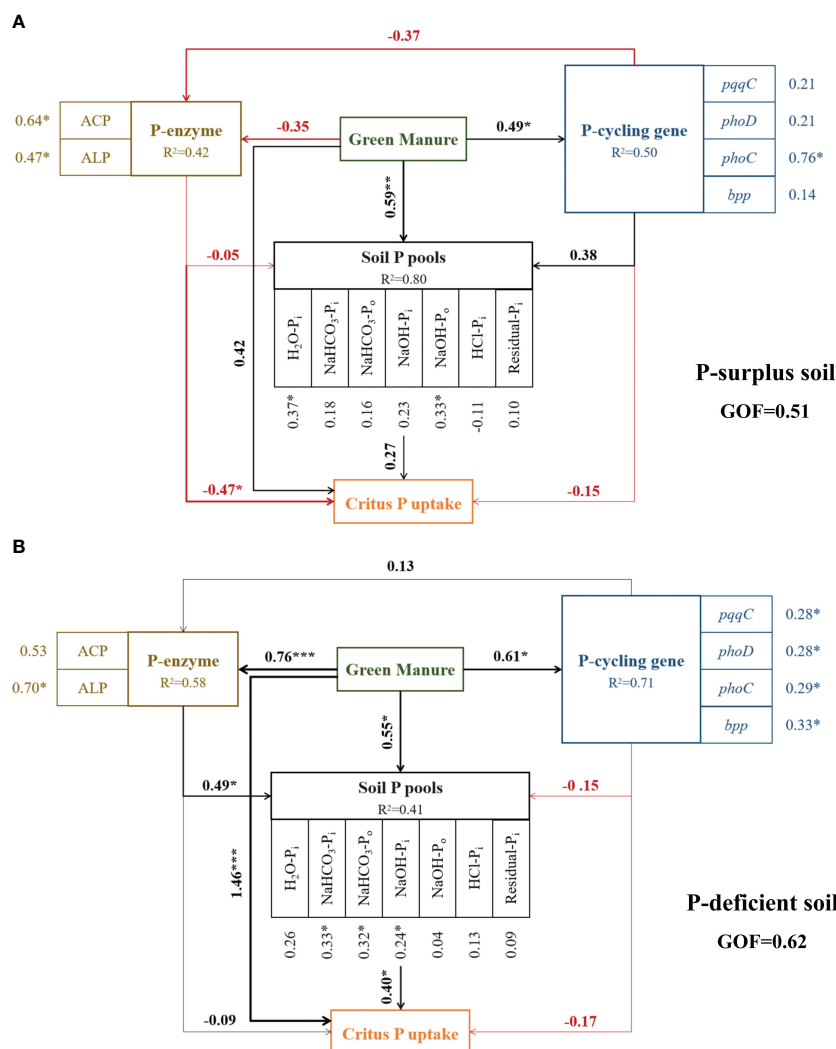 A
-0.37
P-enzyme
R²=0.42
0.64*
ACP
0.47*
ALP
-0.35
Green Manure
0.49*
P-cycling gene
R²=0.50
pqqC
0.21
phoD
0.21
phoC
0.76*
bpp
0.14
0.59**
-0.05
0.38
Soil P pools
R²=0.80
H₂O-Pᵢ
NaHCO₃-Pᵢ
NaHCO₃-Pₒ
NaOH-Pᵢ
NaOH-Pₒ
HCl-Pᵢ
Residual-Pᵢ
0.37*
0.18
0.16
0.23
0.33*
-0.11
0.10
0.42
0.27
P-surplus soil
GOF=0.51
-0.47*
Critus P uptake
-0.15
B
0.13
P-enzyme
R²=0.58
0.53
ACP
0.70*
ALP
0.76***
Green Manure
0.61*
P-cycling gene
R²=0.71
pqqC
0.28*
phoD
0.28*
phoC
0.29*
bpp
0.33*
0.55*
0.49*
-0 .15
Soil P pools
R²=0.41
H₂O-Pᵢ
NaHCO₃-Pᵢ
NaHCO₃-Pₒ
NaOH-Pᵢ
NaOH-Pₒ
HCl-Pᵢ
Residual-Pᵢ
0.26
0.33*
0.32*
0.24*
0.04
0.13
0.09
1.46***
0.40*
P-deficient soil
GOF=0.62
-0.09
Critus P uptake
-0.17